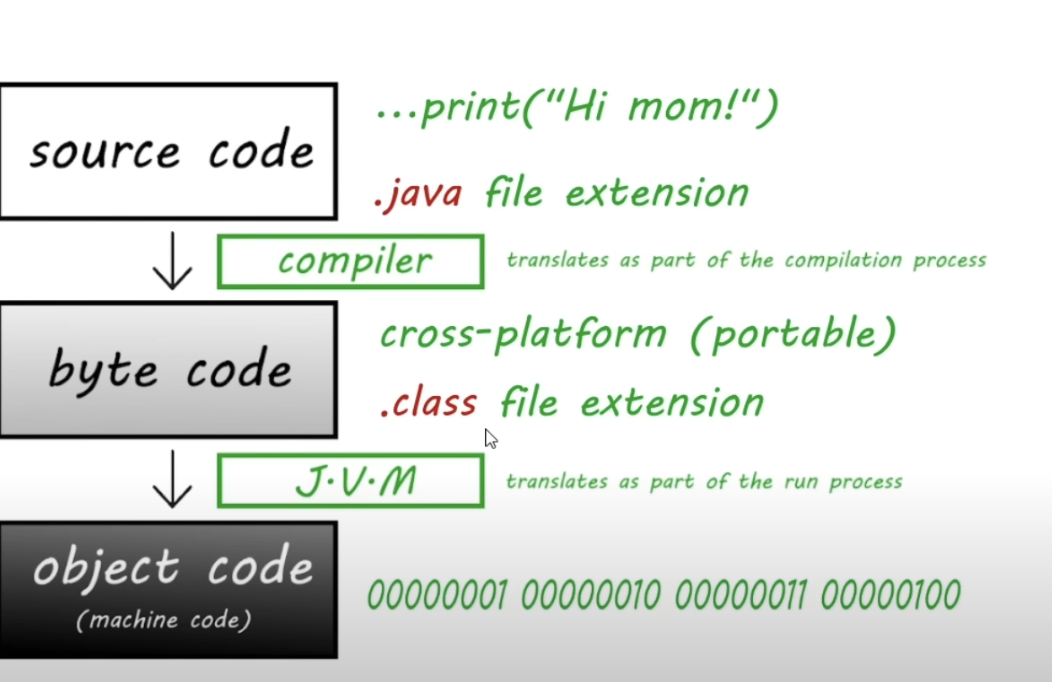 source code
...print("Hi mom!")
.java file extension
compiler
translates as part of the compilation process
byte code
cross-platform (portable)
.class file extension
J.V.M
translates as part of the run process
object code
(machine code)
00000001 00000010 00000011 00000100